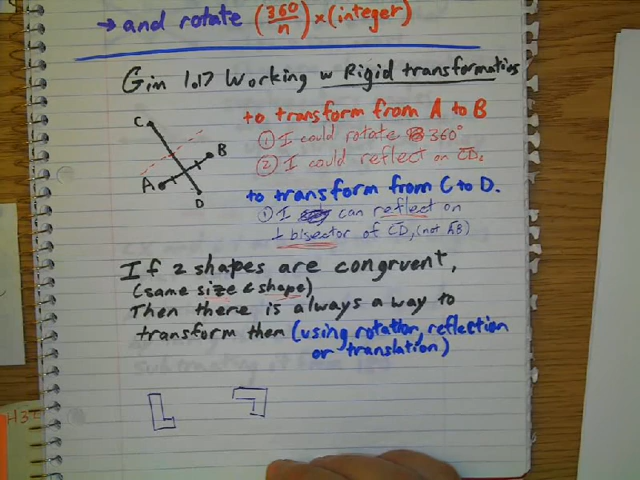 → and rotate (360/n) × (integer)
Gim 1.17 Working w Rigid transformations
to transform from A to B
① I could rotate 360°
② I could reflect on CD.
C
B
A
D
to transform from C to D.
① I can reflect on
⊥ bisector of CD, (not AB)
If 2 shapes are congruent,
(same size & shape)
Then there is always a way to
transform then (using rotation, reflection
or translation)